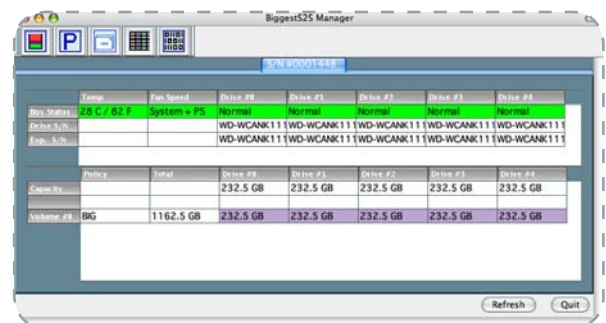 BiggestS2S Manager
P
S/N #0001448
Temp Fan Speed Drive #0 Drive #1 Drive #2 Drive #3 Drive #4
Box Status 28 C / 82 F System + PS Normal Normal Normal Normal Normal
Drive S/N WD-WCANK111 WD-WCANK111 WD-WCANK111 WD-WCANK111 WD-WCANK111
Exp. S/N WD-WCANK111 WD-WCANK111 WD-WCANK111 WD-WCANK111 WD-WCANK111
Policy Total Drive #0 Drive #1 Drive #2 Drive #3 Drive #4
Capacity 232.5 GB 232.5 GB 232.5 GB 232.5 GB 232.5 GB
Volume #0 BIG 1162.5 GB 232.5 GB 232.5 GB 232.5 GB 232.5 GB 232.5 GB
Refresh Quit